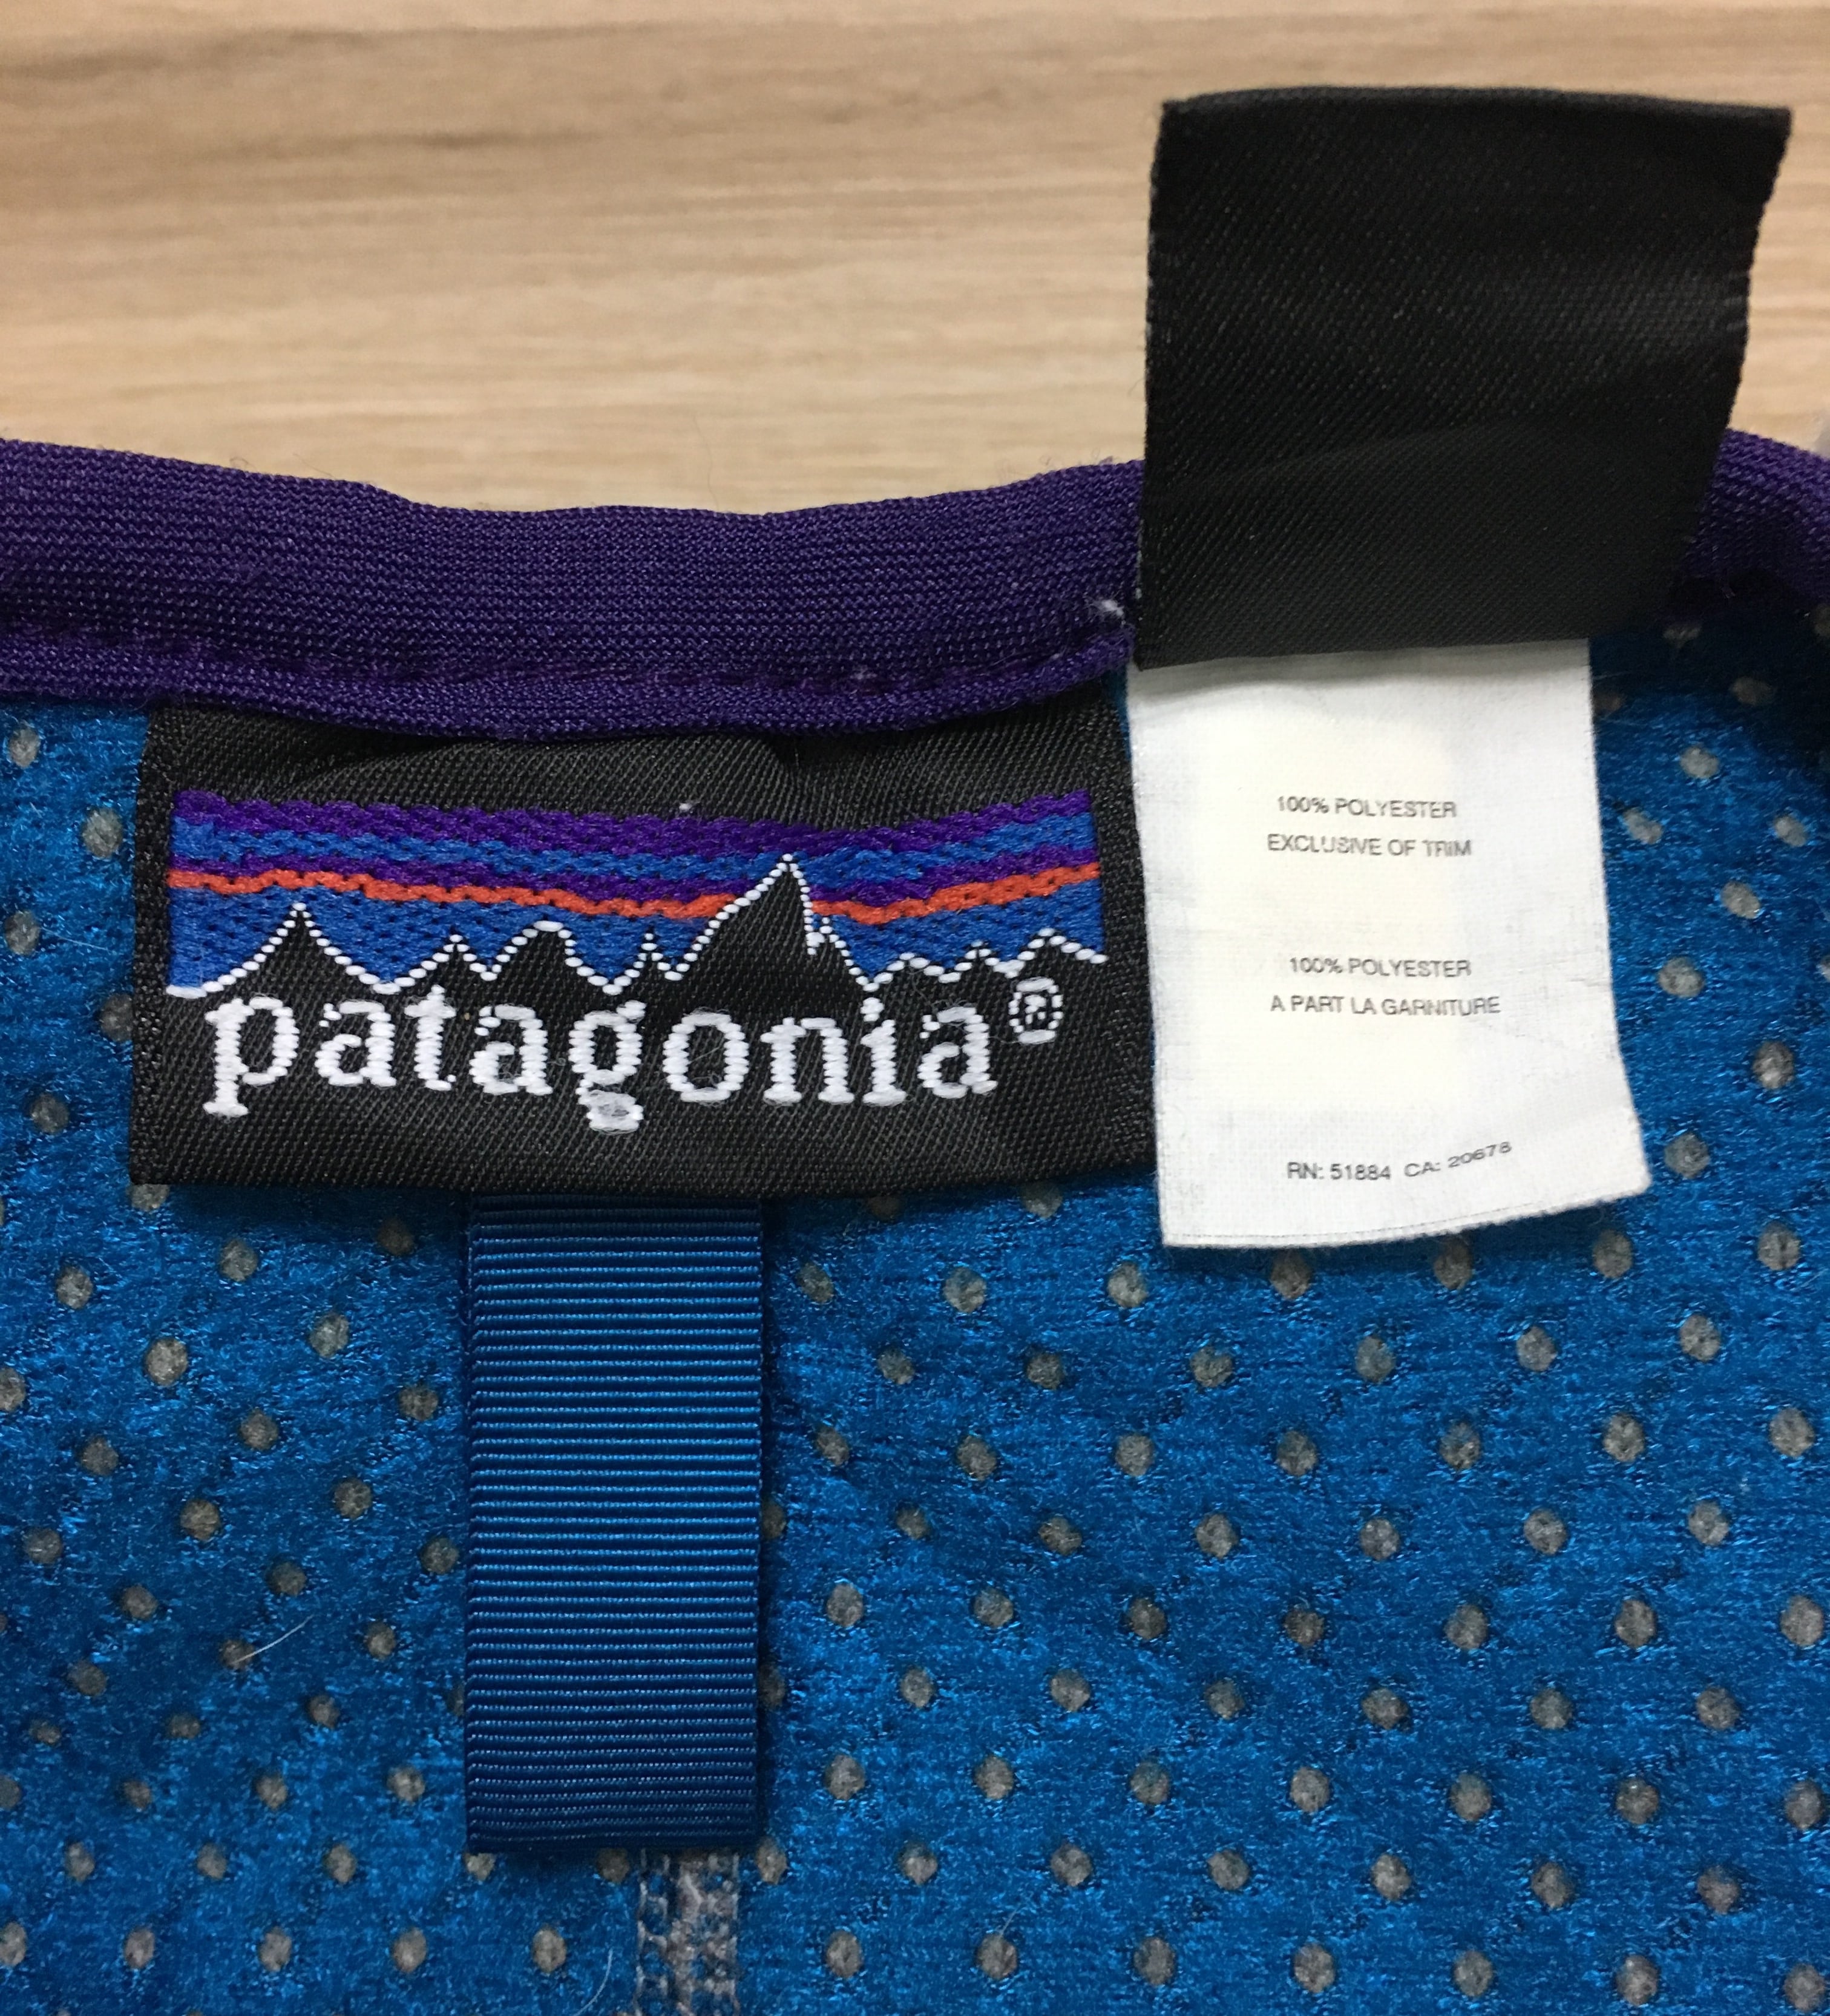 patagonia®
100% POLYESTER
EXCLUSIVE OF TRIM
100% POLYESTER
A PART LA GARNITURE
RN: 51884 CA: 20678